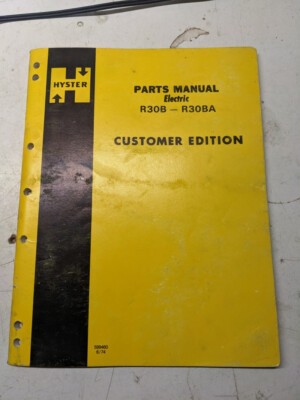 HYSTER
PARTS MANUAL
Electric
R30B — R30BA
CUSTOMER EDITION